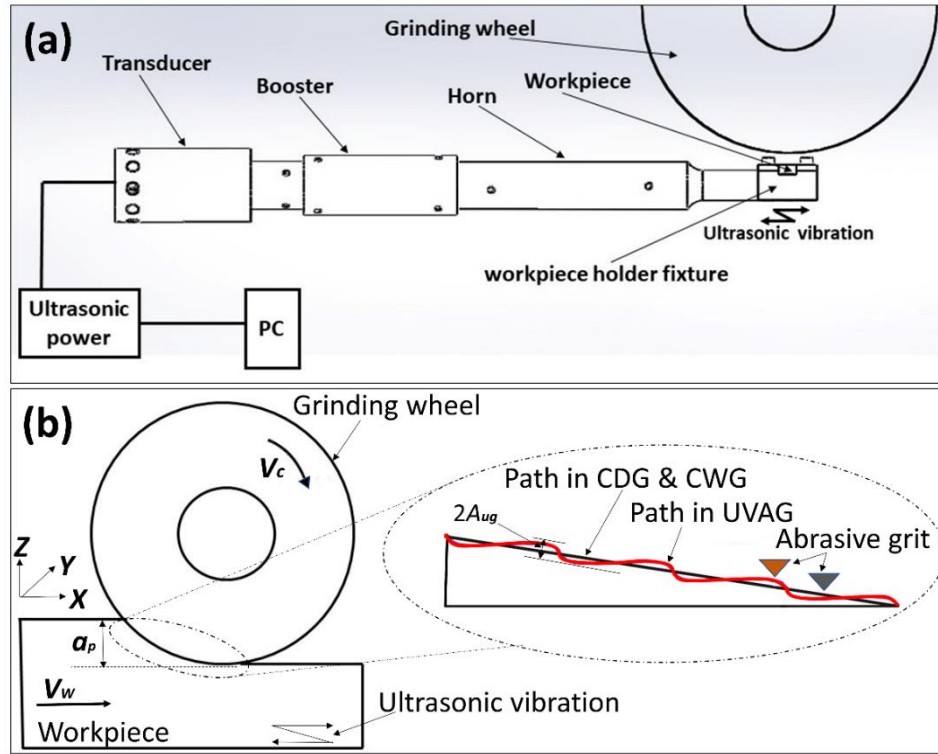 (a)
Grinding wheel
Transducer
Workpiece
Booster
Horn
Ultrasonic vibration
workpiece holder fixture
Ultrasonic
power
PC
(b)
Grinding wheel
Vc
Path in CDG & CWG
2Aug
Path in UVAG
Abrasive grit
Z
Y
X
ap
Vw
Ultrasonic vibration
Workpiece